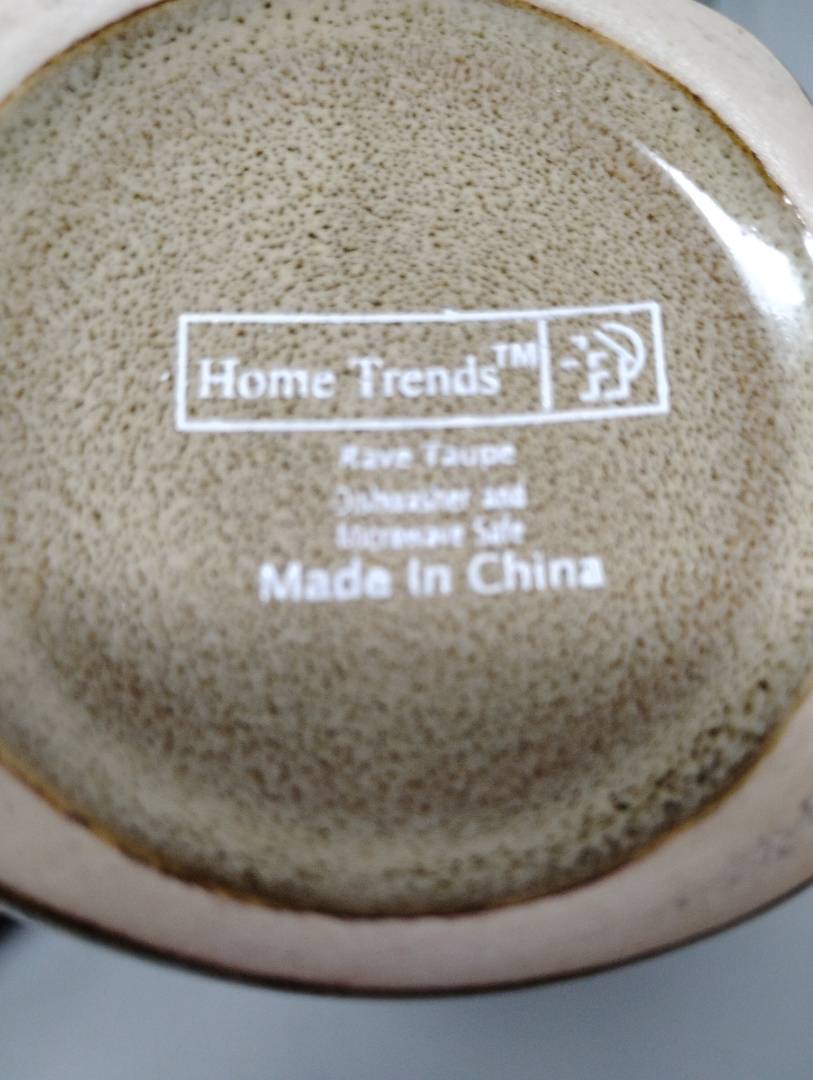 Home Trends™
Rave Taupe
Dishwasher and
Microwave Safe
Made In China